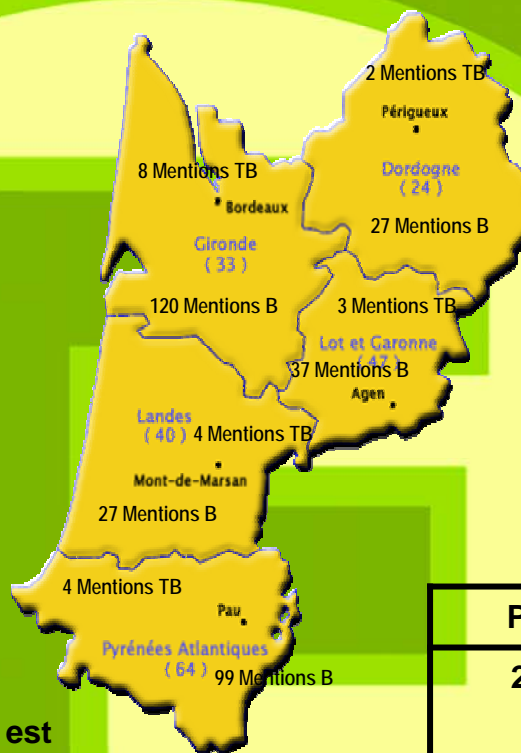 2 Mentions TB
Périgueux
Dordogne
( 24 )
27 Mentions B
8 Mentions TB
Bordeaux
Gironde
( 33 )
120 Mentions B
3 Mentions TB
Lot et Garonne
( 47 )
37 Mentions B
Agen
Landes
( 40 )
4 Mentions TB
Mont-de-Marsan
27 Mentions B
4 Mentions TB
Pau
Pyrénées Atlantiques
( 64 )
99 Mentions B
P
2
est